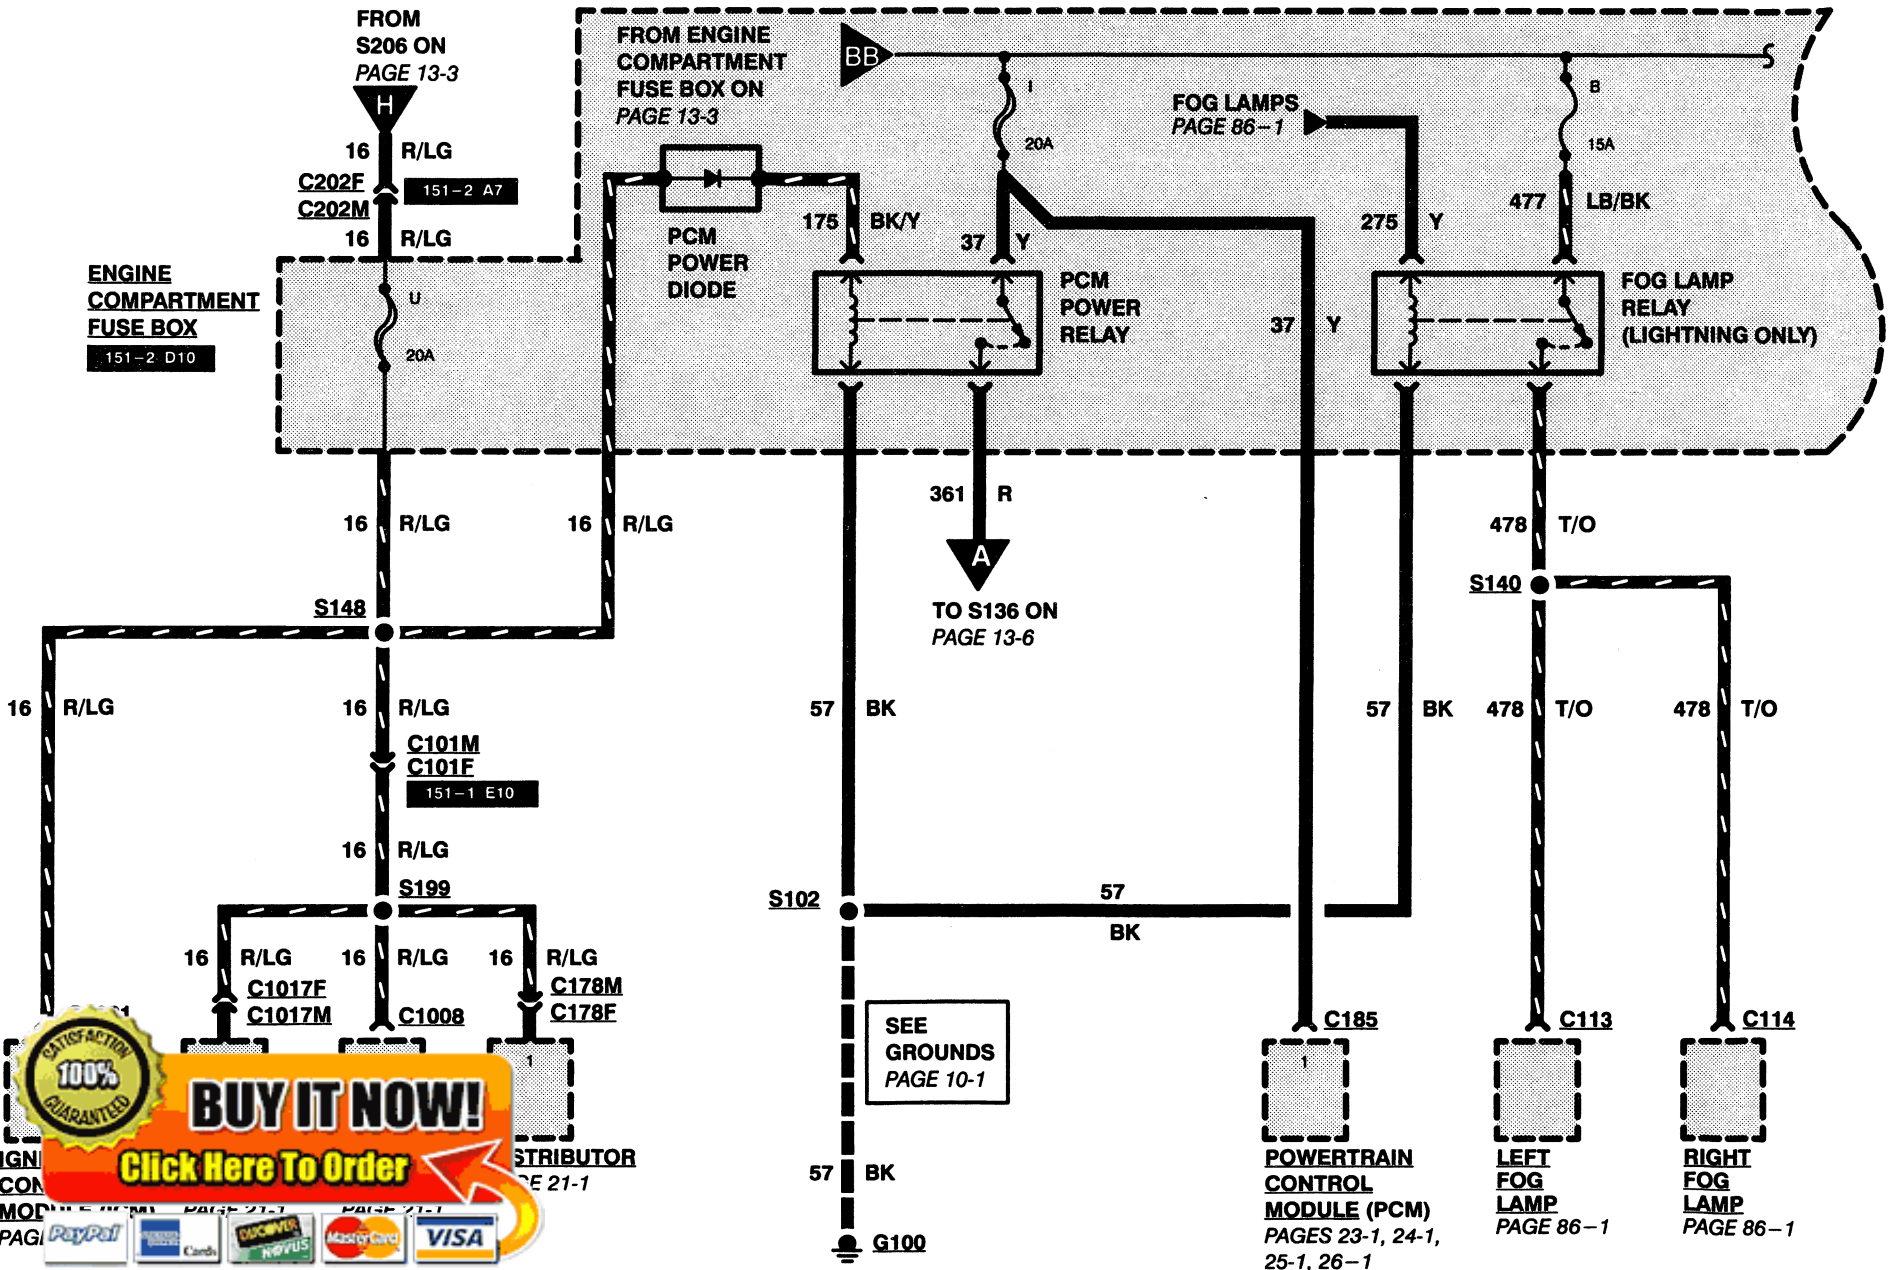 FROM
S206 ON
PAGE 13-3
H
16 R/LG
C202F
C202M
151-2 A7
16 R/LG
ENGINE
COMPARTMENT
FUSE BOX
151-2 D10
U
20A
FROM ENGINE
COMPARTMENT
FUSE BOX ON
PAGE 13-3
BB
I
20A
FOG LAMPS
PAGE 86-1
B
15A
PCM
POWER
DIODE
175 BK/Y
37 Y
275 Y
477 LB/BK
PCM
POWER
RELAY
37 Y
FOG LAMP
RELAY
(LIGHTNING ONLY)
16 R/LG
16 R/LG
361 R
A
TO S136 ON
PAGE 13-6
478 T/O
S140
S148
16 R/LG
16 R/LG
57 BK
57 BK
478 T/O
478 T/O
C101M
C101F
151-1 E10
16 R/LG
S199
S102
57
BK
16 R/LG
16 R/LG
16 R/LG
C1017F
C1017M
C1008
C178M
C178F
SEE
GROUNDS
PAGE 10-1
C185
C113
C114
1
1
57 BK
G100
STRIBUTOR
21-1
POWERTRAIN
CONTROL
MODULE (PCM)
PAGES 23-1, 24-1,
25-1, 26-1
LEFT
FOG
LAMP
PAGE 86-1
RIGHT
FOG
LAMP
PAGE 86-1
SATISFACTION
100%
GUARANTEED
BUY IT NOW!
Click Here To Order
PayPal
Cards
DISCOVER
NOVUS
MasterCard
VISA